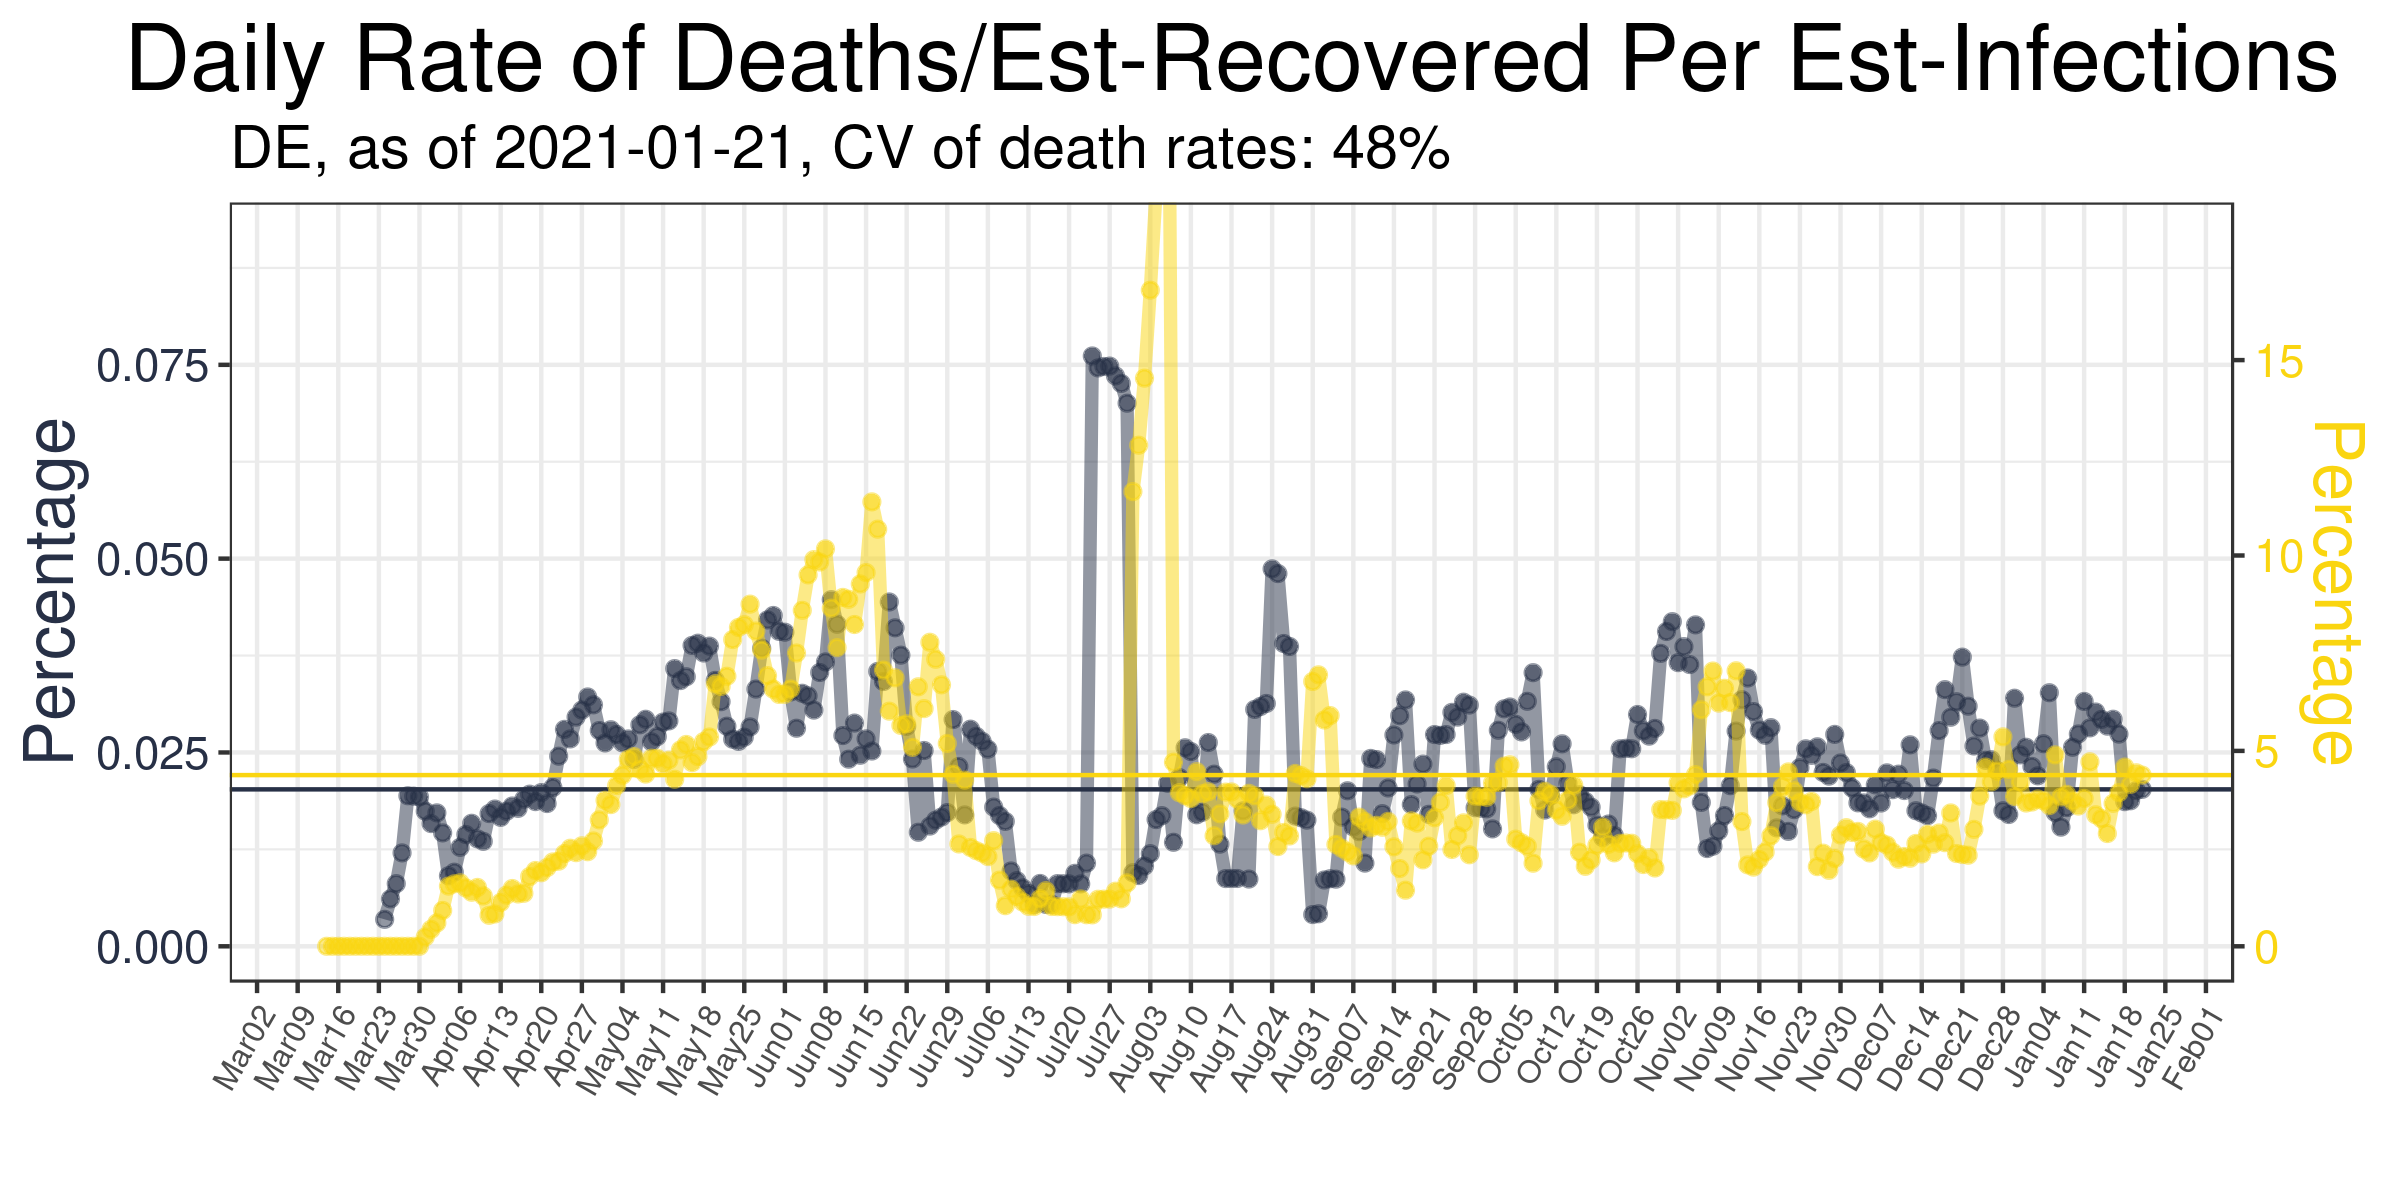 Daily Rate of Deaths/Est-Recovered Per Est-Infections
DE, as of 2021-01-21, CV of death rates: 48%
Percentage
0.075
0.050
0.025
0.000
15
10
5
0
Percentage
Mar02 Mar09 Mar16 Mar23 Mar30 Apr06 Apr13 Apr20 Apr27 May04 May11 May18 May25 Jun01 Jun08 Jun15 Jun22 Jun29 Jul06 Jul13 Jul20 Jul27 Aug03 Aug10 Aug17 Aug24 Aug31 Sep07 Sep14 Sep21 Sep28 Oct05 Oct12 Oct19 Oct26 Nov02 Nov09 Nov16 Nov23 Nov30 Dec07 Dec14 Dec21 Dec28 Jan04 Jan11 Jan18 Jan25 Feb01